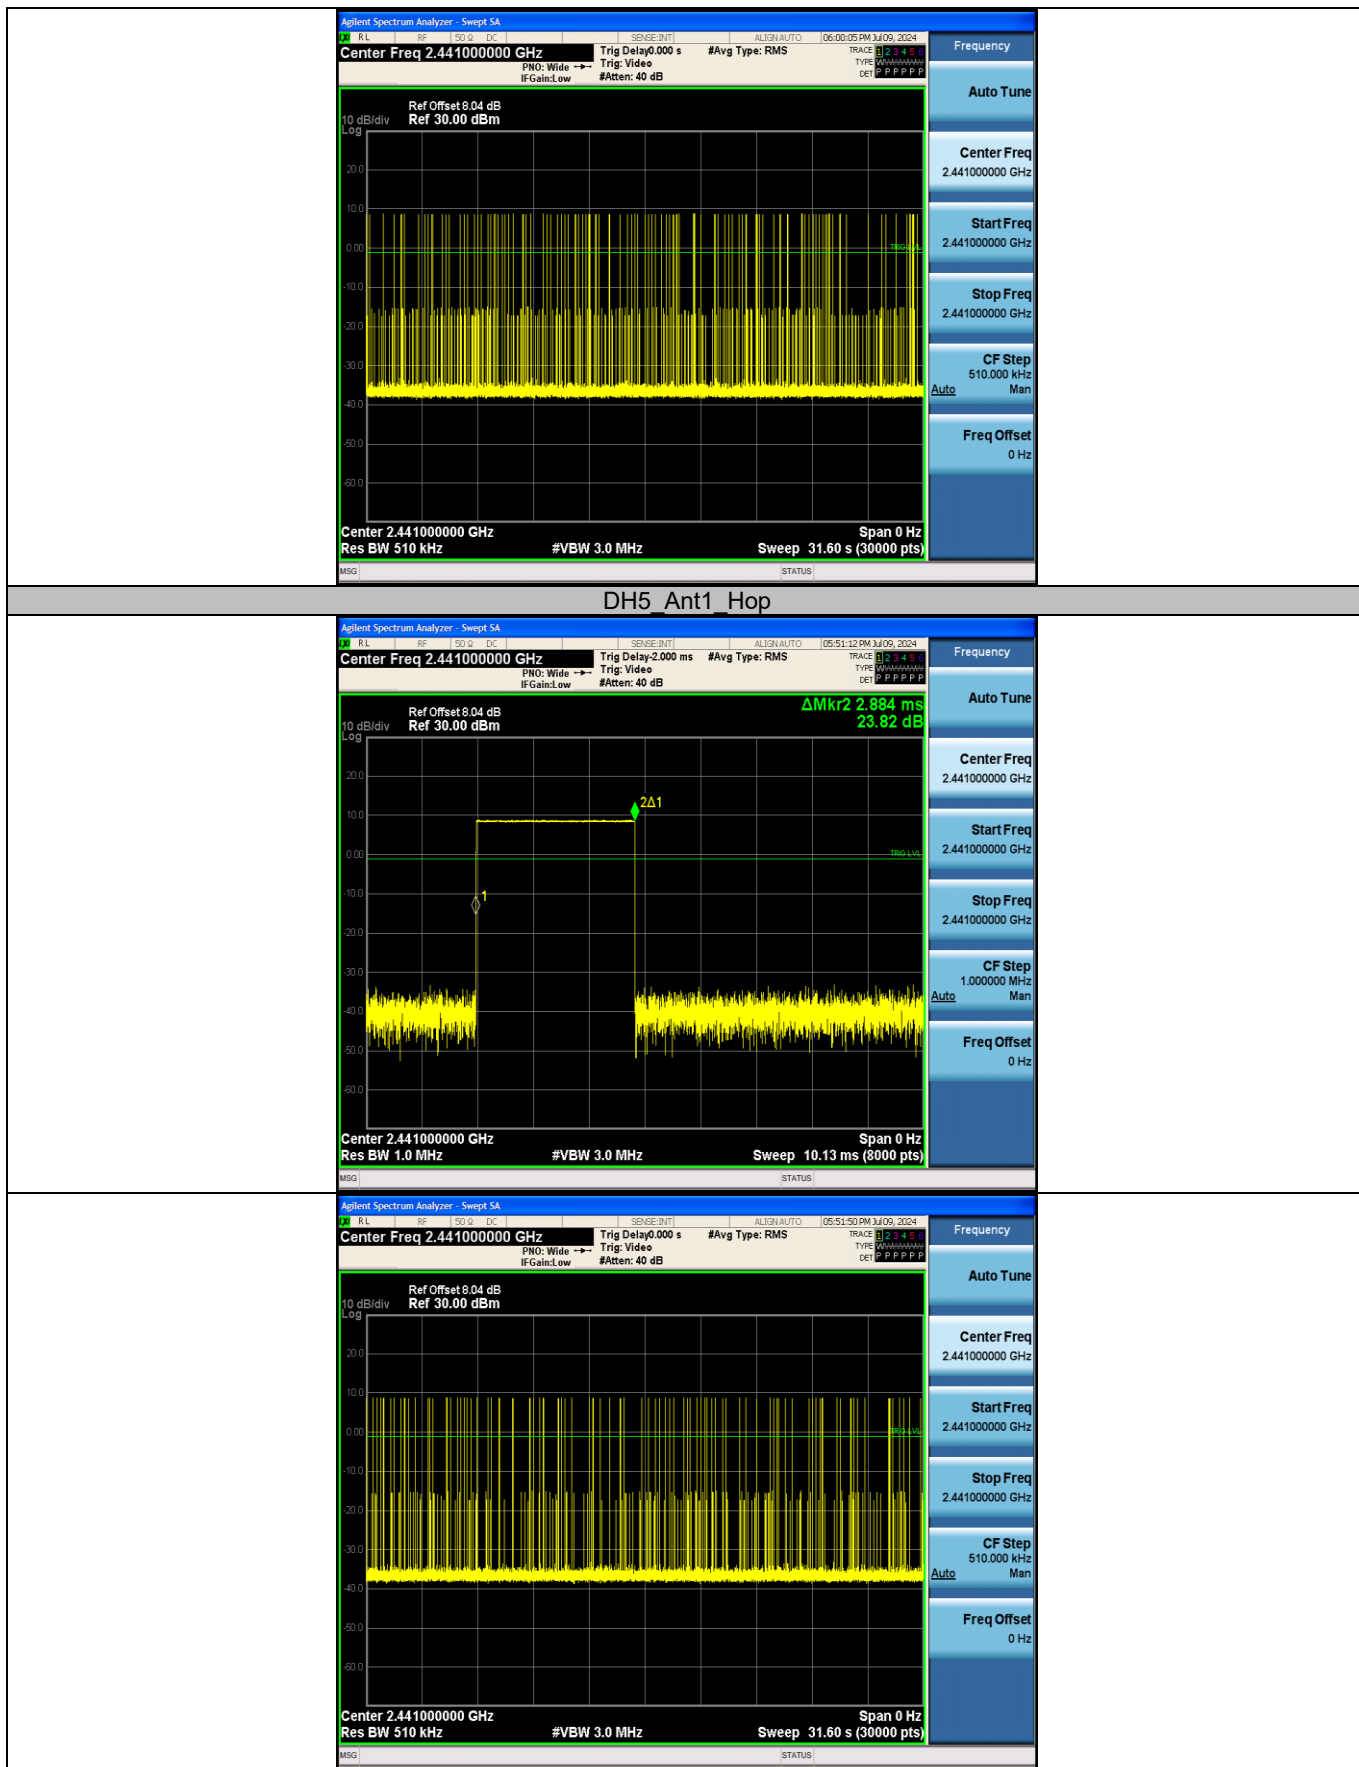 Agilent Spectrum Analyzer - Swept SA
RL RF 50 Ω DC SENSE:INT ALIGNAUTO 06:00:05 PM Jul 09, 2024
Center Freq 2.441000000 GHz Trig Delay0.000 s #Avg Type: RMS TRACE 1 2 3 4 5 6
PNO: Wide Trig: Video TYPE
IFGain:Low #Atten: 40 dB DET P P P P P P
Frequency
Auto Tune
Ref Offset 8.04 dB
10 dB/div Ref 30.00 dBm
Log
20.0
10.0
0.00
TRIG LVL
-10.0
-20.0
-30.0
-40.0
-50.0
-60.0
Center Freq
2.441000000 GHz
Start Freq
2.441000000 GHz
Stop Freq
2.441000000 GHz
CF Step
510.000 kHz
Auto Man
Freq Offset
0 Hz
Center 2.441000000 GHz Span 0 Hz
Res BW 510 kHz #VBW 3.0 MHz Sweep 31.60 s (30000 pts)
MSG STATUS
DH5_Ant1_Hop
Agilent Spectrum Analyzer - Swept SA
RL RF 50 Ω DC SENSE:INT ALIGNAUTO 05:51:12 PM Jul 09, 2024
Center Freq 2.441000000 GHz Trig Delay-2.000 ms #Avg Type: RMS TRACE 1 2 3 4 5 6
PNO: Wide Trig: Video TYPE
IFGain:Low #Atten: 40 dB DET P P P P P P
Frequency
Auto Tune
ΔMkr2 2.884 ms
23.82 dB
Ref Offset 8.04 dB
10 dB/div Ref 30.00 dBm
Log
20.0
2Δ1
10.0
0.00
TRIG LVL
-10.0
1
-20.0
-30.0
-40.0
-50.0
-60.0
Center Freq
2.441000000 GHz
Start Freq
2.441000000 GHz
Stop Freq
2.441000000 GHz
CF Step
1.000000 MHz
Auto Man
Freq Offset
0 Hz
Center 2.441000000 GHz Span 0 Hz
Res BW 1.0 MHz #VBW 3.0 MHz Sweep 10.13 ms (8000 pts)
MSG STATUS
Agilent Spectrum Analyzer - Swept SA
RL RF 50 Ω DC SENSE:INT ALIGNAUTO 05:51:50 PM Jul 09, 2024
Center Freq 2.441000000 GHz Trig Delay0.000 s #Avg Type: RMS TRACE 1 2 3 4 5 6
PNO: Wide Trig: Video TYPE
IFGain:Low #Atten: 40 dB DET P P P P P P
Frequency
Auto Tune
Ref Offset 8.04 dB
10 dB/div Ref 30.00 dBm
Log
20.0
10.0
0.00
TRIG LVL
-10.0
-20.0
-30.0
-40.0
-50.0
-60.0
Center Freq
2.441000000 GHz
Start Freq
2.441000000 GHz
Stop Freq
2.441000000 GHz
CF Step
510.000 kHz
Auto Man
Freq Offset
0 Hz
Center 2.441000000 GHz Span 0 Hz
Res BW 510 kHz #VBW 3.0 MHz Sweep 31.60 s (30000 pts)
MSG STATUS